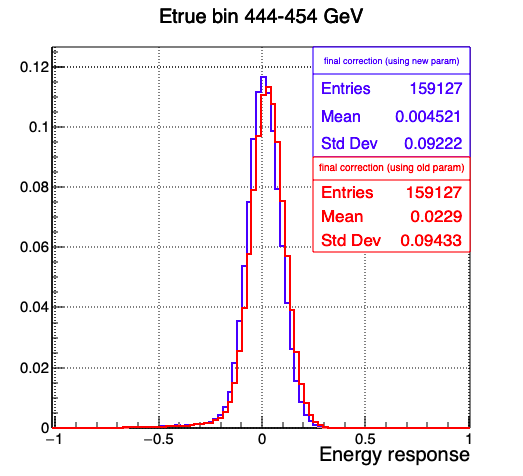 Etrue bin 444-454 GeV
final correction (using new param)
Entries 159127
Mean 0.004521
Std Dev 0.09222
final correction (using old param)
Entries 159127
Mean 0.0229
Std Dev 0.09433
0.12
0.1
0.08
0.06
0.04
0.02
0
−1 −0.5 0 0.5 1
Energy response